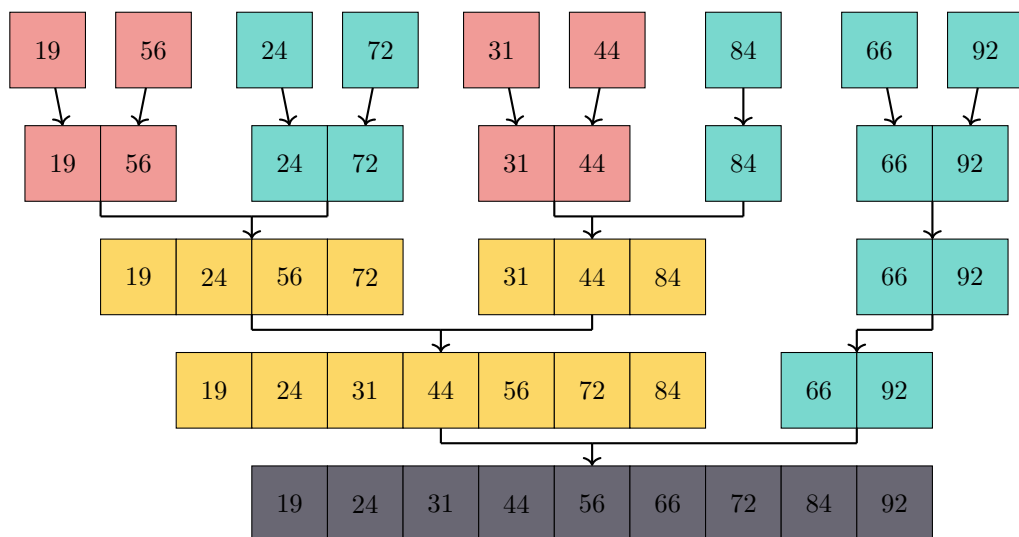 19 56 24 72 31 44 84 66 92
19 56 24 72 31 44 84 66 92
19 24 56 72 31 44 84 66 92
19 24 31 44 56 72 84 66 92
19 24 31 44 56 66 72 84 92